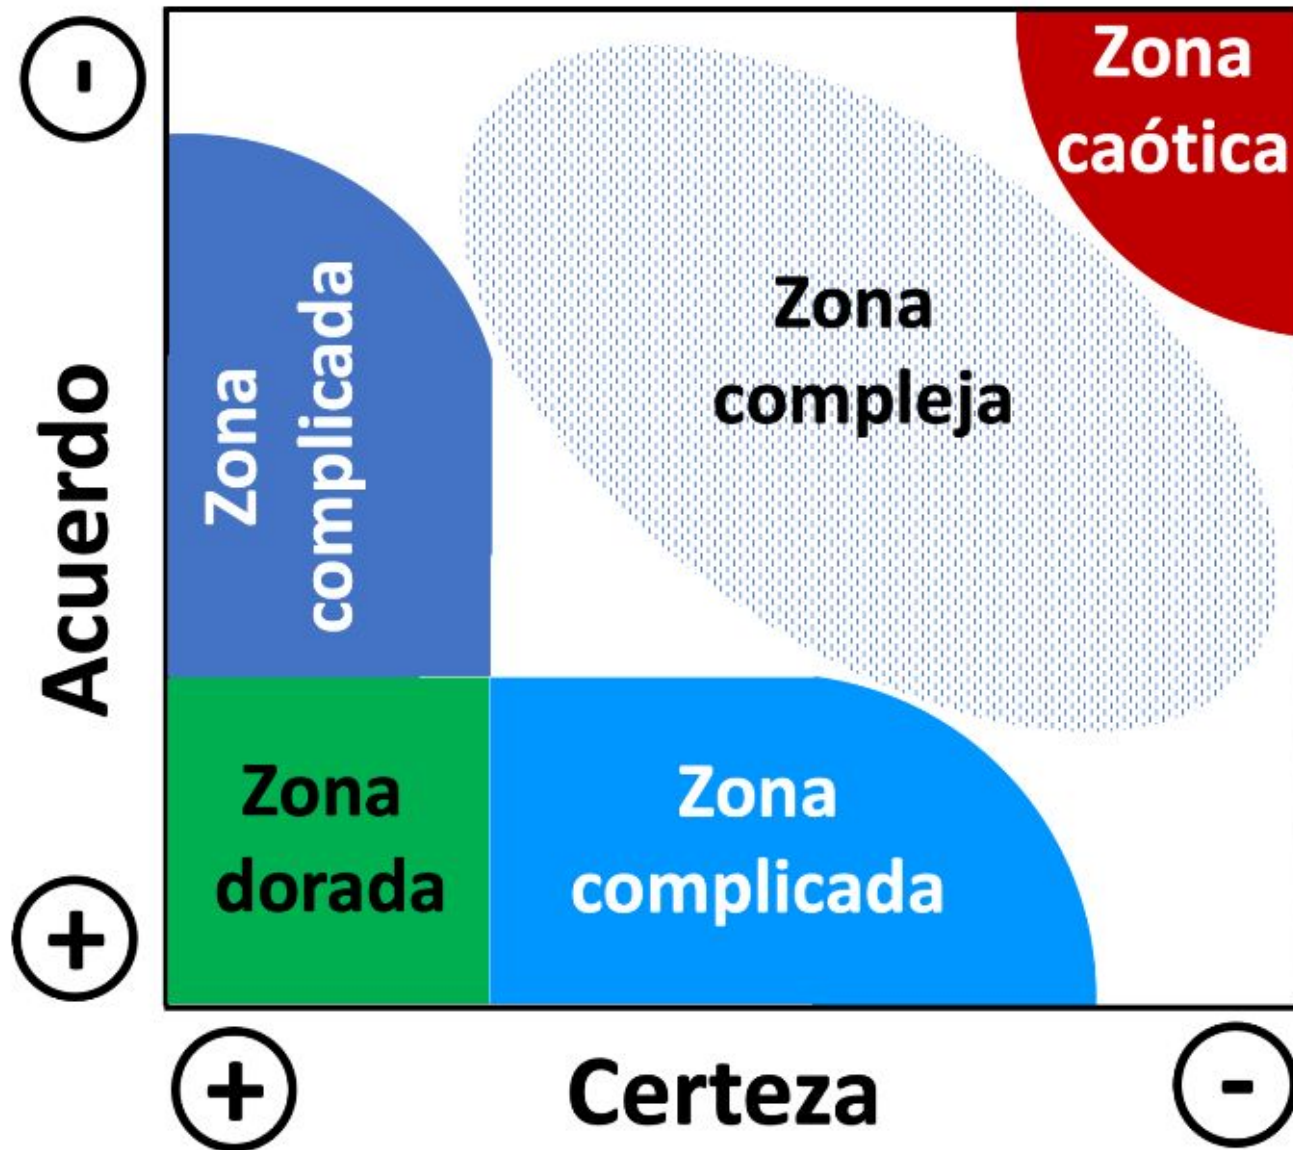 -
Zona
caótica
Zona
compleja
Zona
complicada
Acuerdo
Zona
dorada
Zona
complicada
+
+
Certeza
-